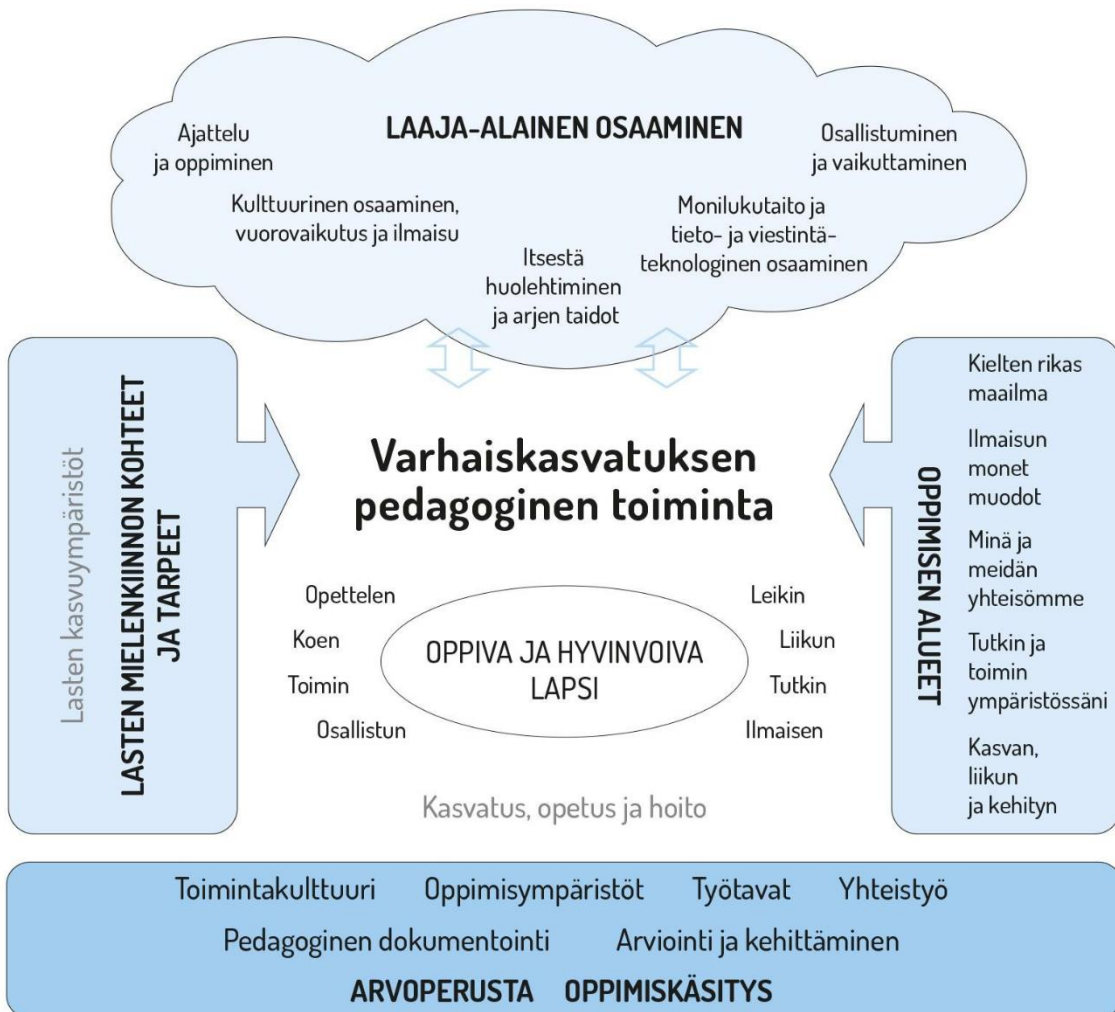 LAAJA-ALAINEN OSAAMINEN
Ajattelu
ja oppiminen
Kulttuurinen osaaminen,
vuorovaikutus ja ilmaisu
Itsestä
huolehtiminen
ja arjen taidot
Monilukutaito ja
tieto- ja viestintä-
teknologinen osaaminen
Osallistuminen
ja vaikuttaminen
Lasten kasvuympäristöt
LASTEN MIELENKIINNON KOHTEET
JA TARPEET
Varhaiskasvatuksen
pedagoginen toiminta
Opettelen
Koen
Toimin
Osallistun
OPPIVA JA HYVINVOIVA
LAPSI
Leikin
Liikun
Tutkin
Ilmaisen
Kasvatus, opetus ja hoito
OPPIMISEN ALUEET
Kielten rikas
maailma
Ilmaisun
monet
muodot
Minä ja
meidän
yhteisömme
Tutkin ja
toimin
ympäristössäni
Kasvan,
liikun
ja kehityn
Toimintakulttuuri Oppimisympäristöt Työtavat Yhteistyö
Pedagoginen dokumentointi Arviointi ja kehittäminen
ARVOPERUSTA OPPIMISKÄSITYS